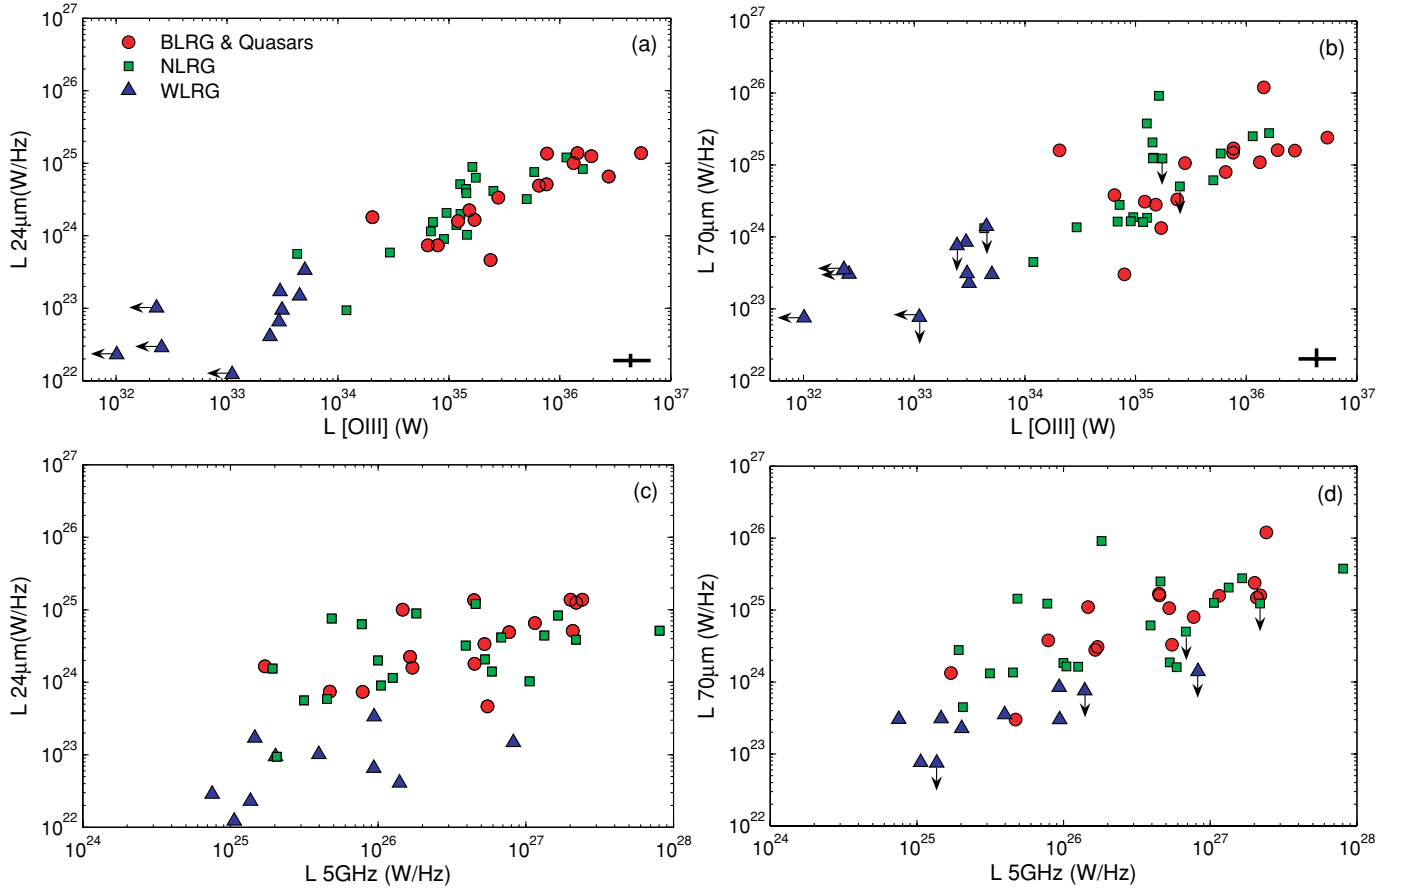 10^27
10^26
10^25
10^24
10^23
10^22
L 24μm(W/Hz)
BLRG & Quasars
NLRG
WLRG
(a)
10^32 10^33 10^34 10^35 10^36 10^37
L [OIII] (W)
10^27
10^26
10^25
10^24
10^23
10^22
L 70μm (W/Hz)
(b)
10^32 10^33 10^34 10^35 10^36 10^37
L [OIII] (W)
10^27
10^26
10^25
10^24
10^23
10^22
L 24μm(W/Hz)
(c)
10^24 10^25 10^26 10^27 10^28
L 5GHz (W/Hz)
10^27
10^26
10^25
10^24
10^23
10^22
L 70μm (W/Hz)
(d)
10^24 10^25 10^26 10^27 10^28
L 5GHz (W/Hz)